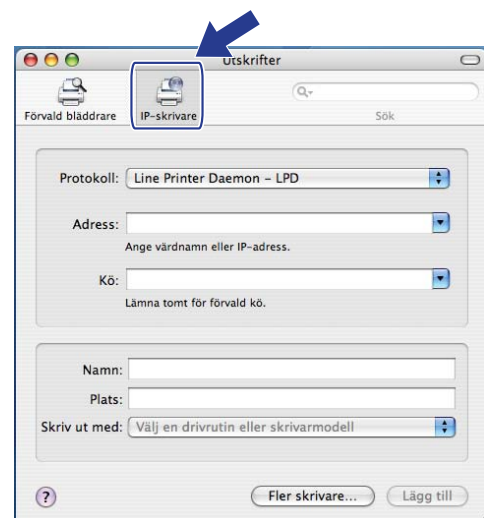 Utskrifter
Förvald bläddrare
IP-skrivare
Sök
Protokoll: Line Printer Daemon – LPD
Adress:
Ange värdnamn eller IP-adress.
Kö:
Lämna tomt för förvald kö.
Namn:
Plats:
Skriv ut med: Välj en drivrutin eller skrivarmodell
? Fler skrivare... Lägg till